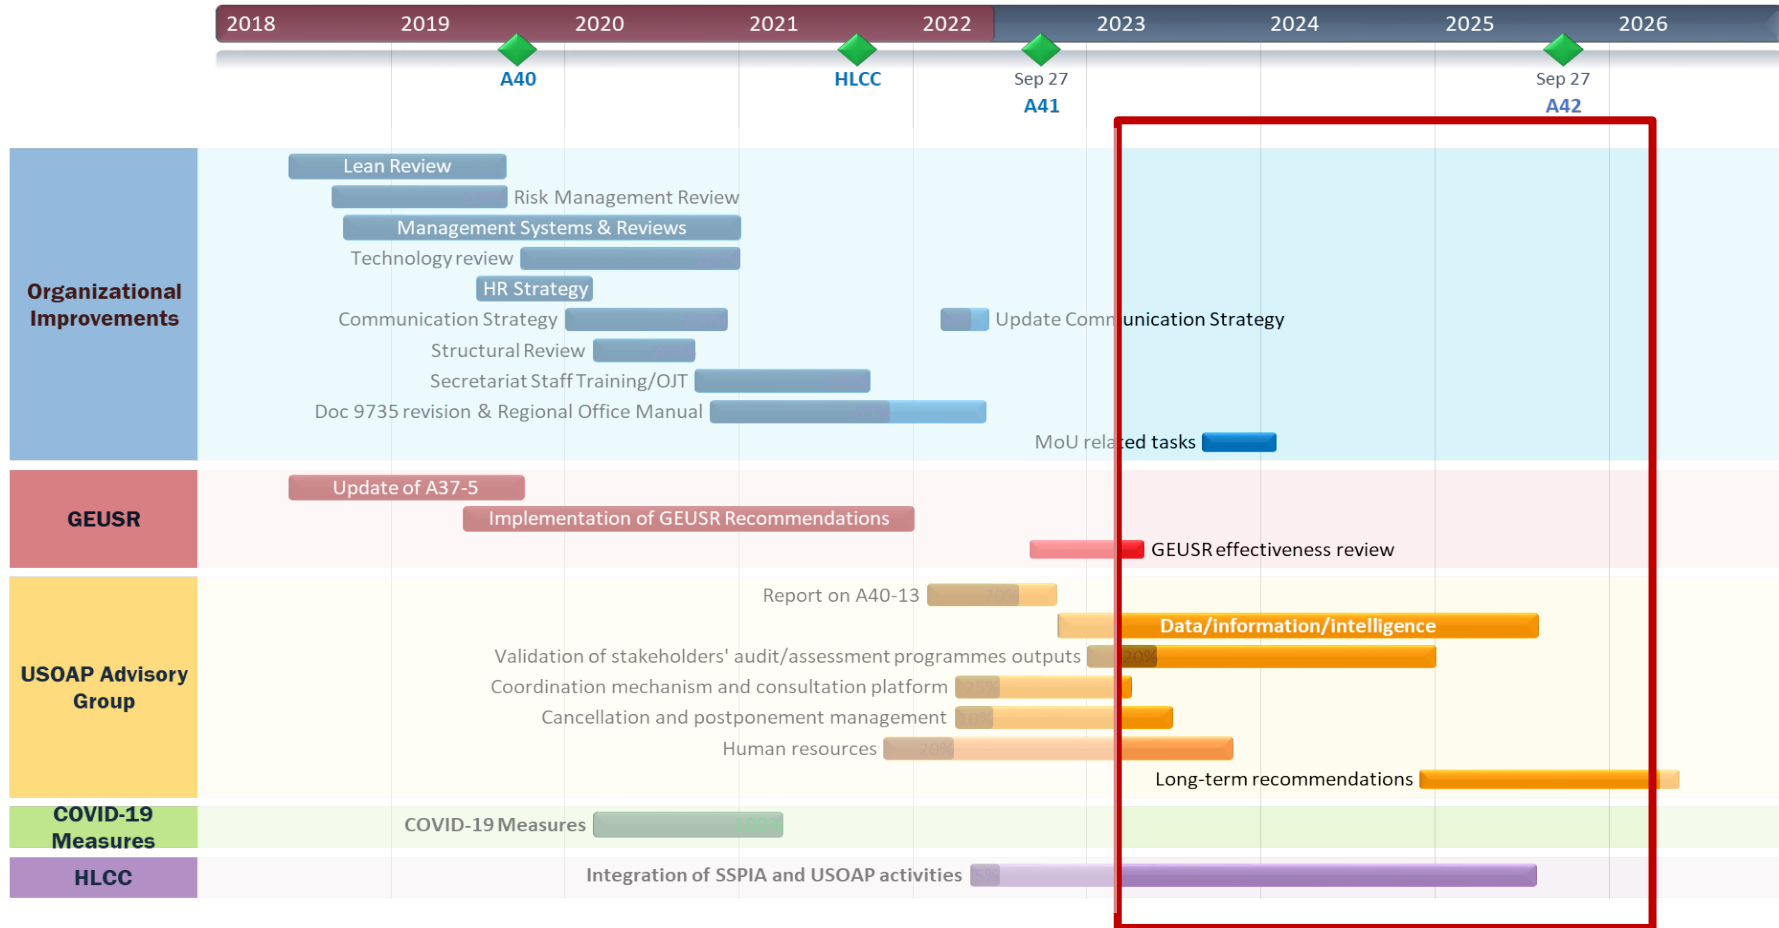 2018 2019 2020 2021 2022 2023 2024 2025 2026
A40
HLCC
Sep 27
A41
Sep 27
A42
Organizational
Improvements
Lean Review
Risk Management Review
Management Systems & Reviews
Technology review
HR Strategy
Communication Strategy
Update Communication Strategy
Structural Review
Secretariat Staff Training/OJT
Doc 9735 revision & Regional Office Manual
MoU related tasks
GEUSR
Update of A37-5
Implementation of GEUSR Recommendations
GEUSR effectiveness review
USOAP Advisory
Group
Report on A40-13
Data/information/intelligence
Validation of stakeholders' audit/assessment programmes outputs 20%
Coordination mechanism and consultation platform 25%
Cancellation and postponement management
Human resources 20%
Long-term recommendations
COVID-19
Measures
COVID-19 Measures 100%
HLCC
Integration of SSPIA and USOAP activities